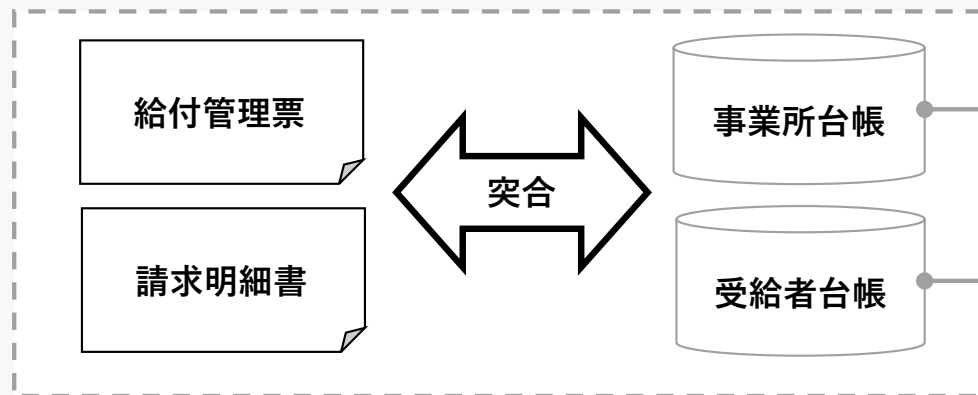 給付管理票
請求明細書
突合
事業所台帳
受給者台帳